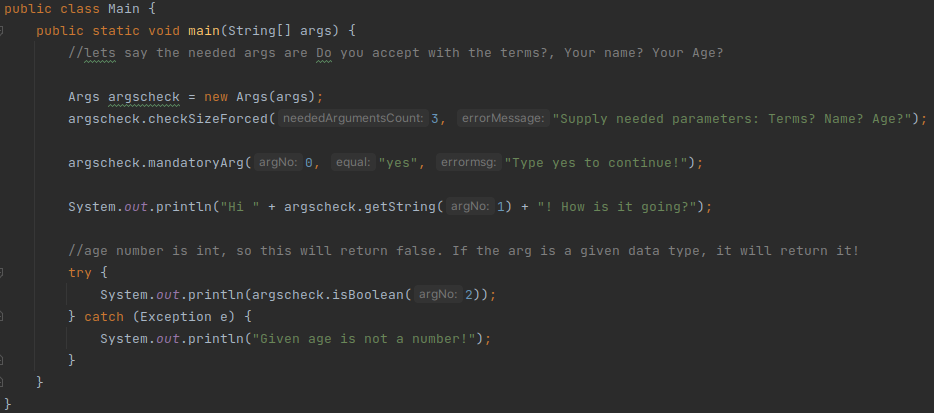 public class Main {
    public static void main(String[] args) {
        //lets say the needed args are Do you accept with the terms?, Your name? Your Age?

        Args argscheck = new Args(args);
        argscheck.checkSizeForced( neededArgumentsCount: 3, errorMessage: "Supply needed parameters: Terms? Name? Age?");

        argscheck.mandatoryArg( argNo: 0, equal: "yes", errormsg: "Type yes to continue!");

        System.out.println("Hi " + argscheck.getString( argNo: 1) + "! How is it going?");

        //age number is int, so this will return false. If the arg is a given data type, it will return it!
        try {
            System.out.println(argscheck.isBoolean( argNo: 2));
        } catch (Exception e) {
            System.out.println("Given age is not a number!");
        }
    }
}